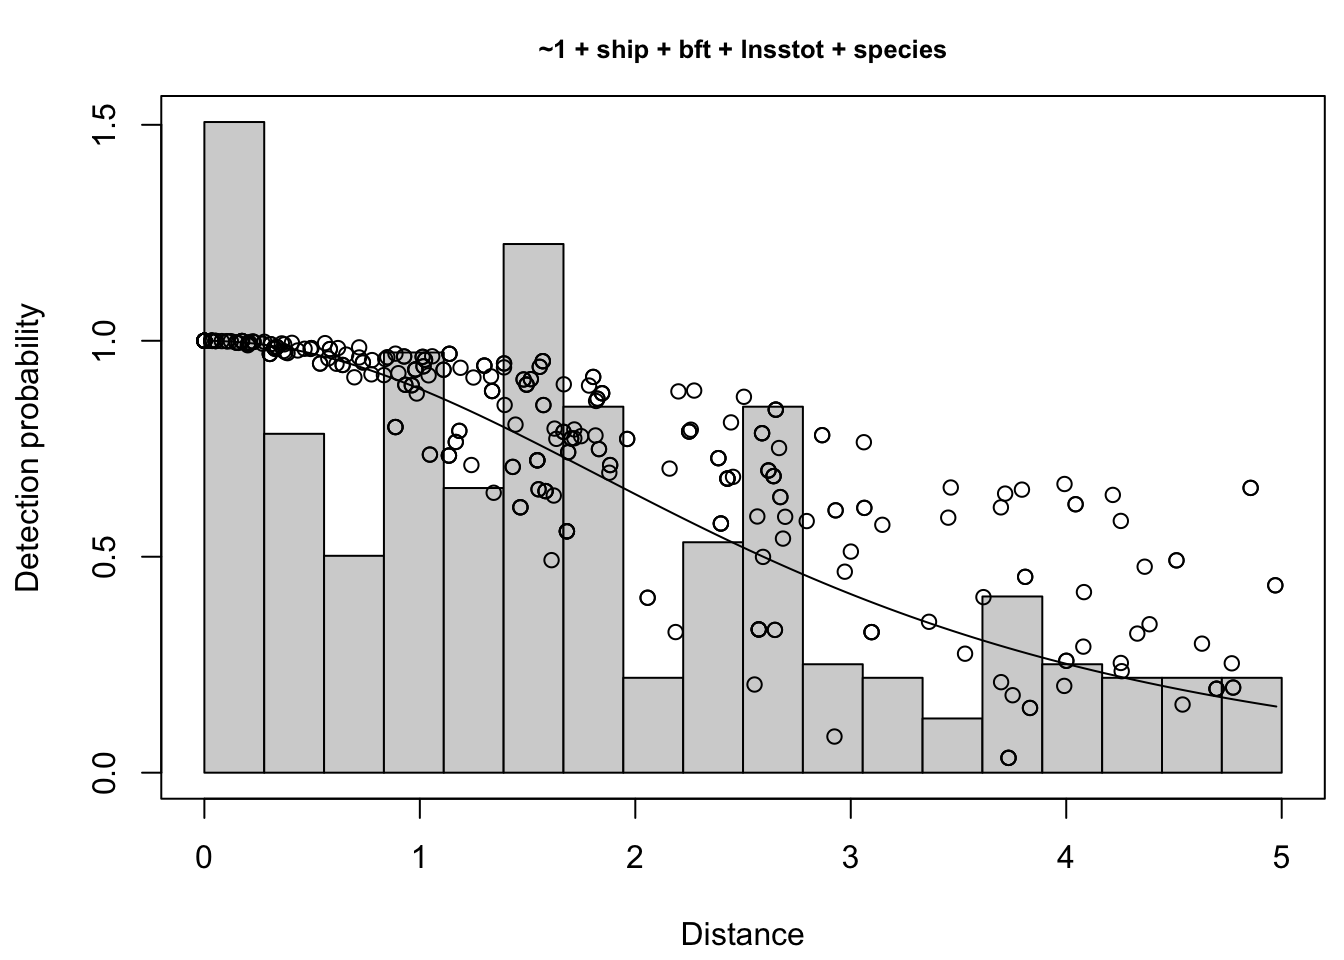 ~1 + ship + bft + lnsstot + species
Detection probability
1.5
1.0
0.5
0.0
0 1 2 3 4 5
Distance